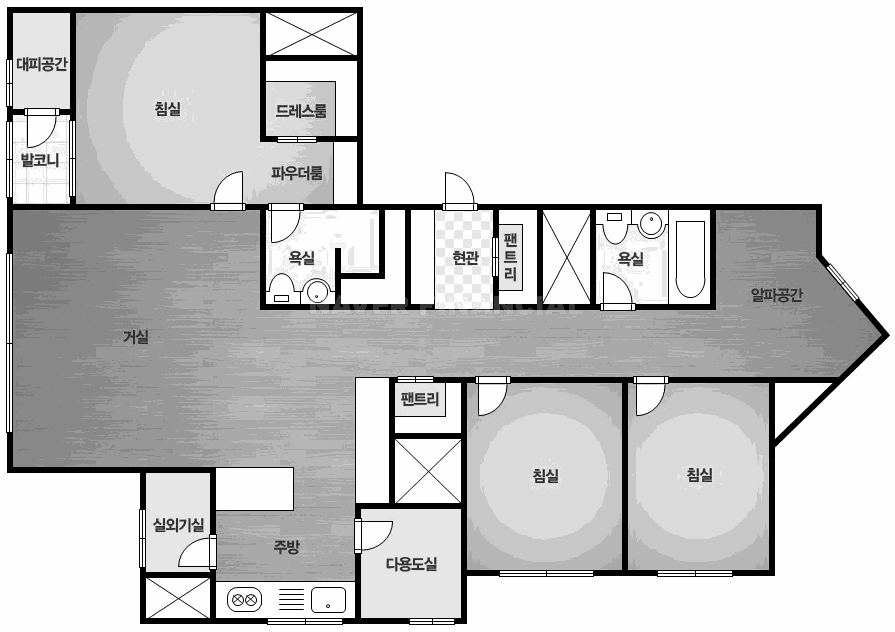 대피공간
침실
드레스룸
발코니
파우더룸
욕실
현관
팬
트
리
욕실
알파공간
NAVER FINANCIAL
거실
팬트리
침실
침실
실외기실
주방
다용도실